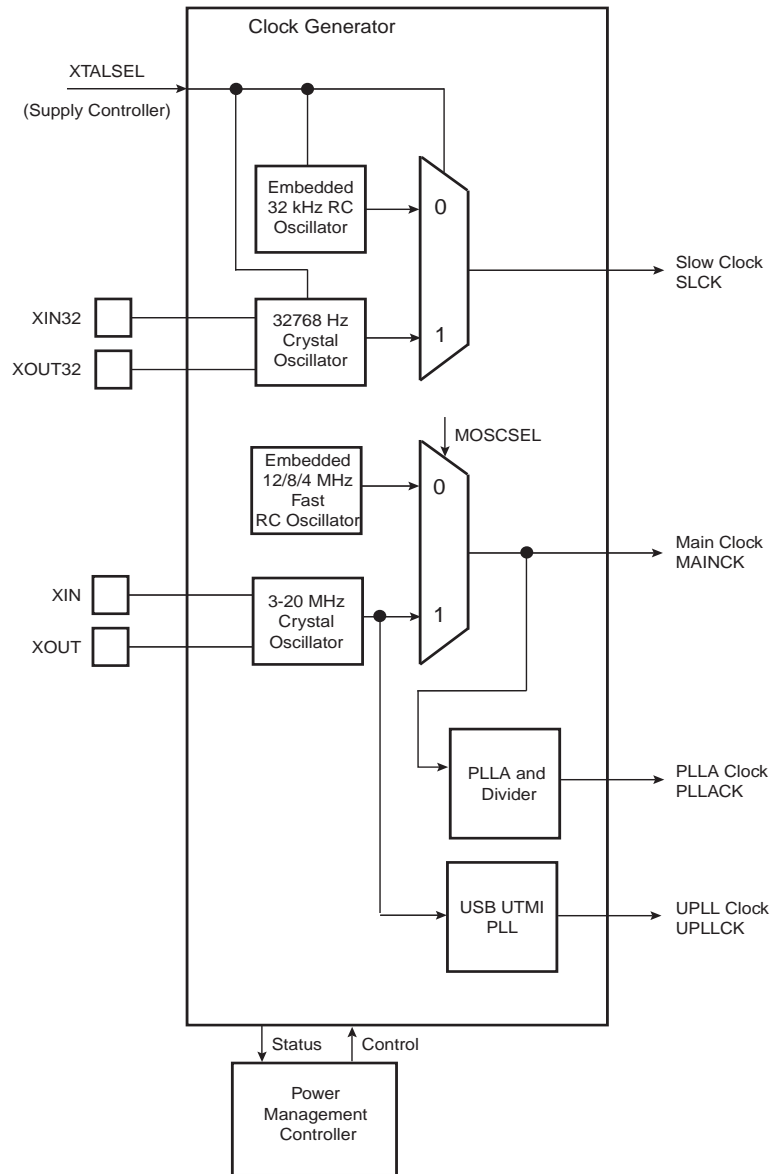 Clock Generator
XTALSEL
(Supply Controller)
Embedded
32 kHz RC
Oscillator
0
Slow Clock
SLCK
XIN32
32768 Hz
Crystal
Oscillator
1
XOUT32
MOSCSEL
Embedded
12/8/4 MHz
Fast
RC Oscillator
0
Main Clock
MAINCK
XIN
3-20 MHz
Crystal
Oscillator
1
XOUT
PLLA and
Divider
PLLA Clock
PLLACK
USB UTMI
PLL
UPLL Clock
UPLLCK
Status
Control
Power
Management
Controller